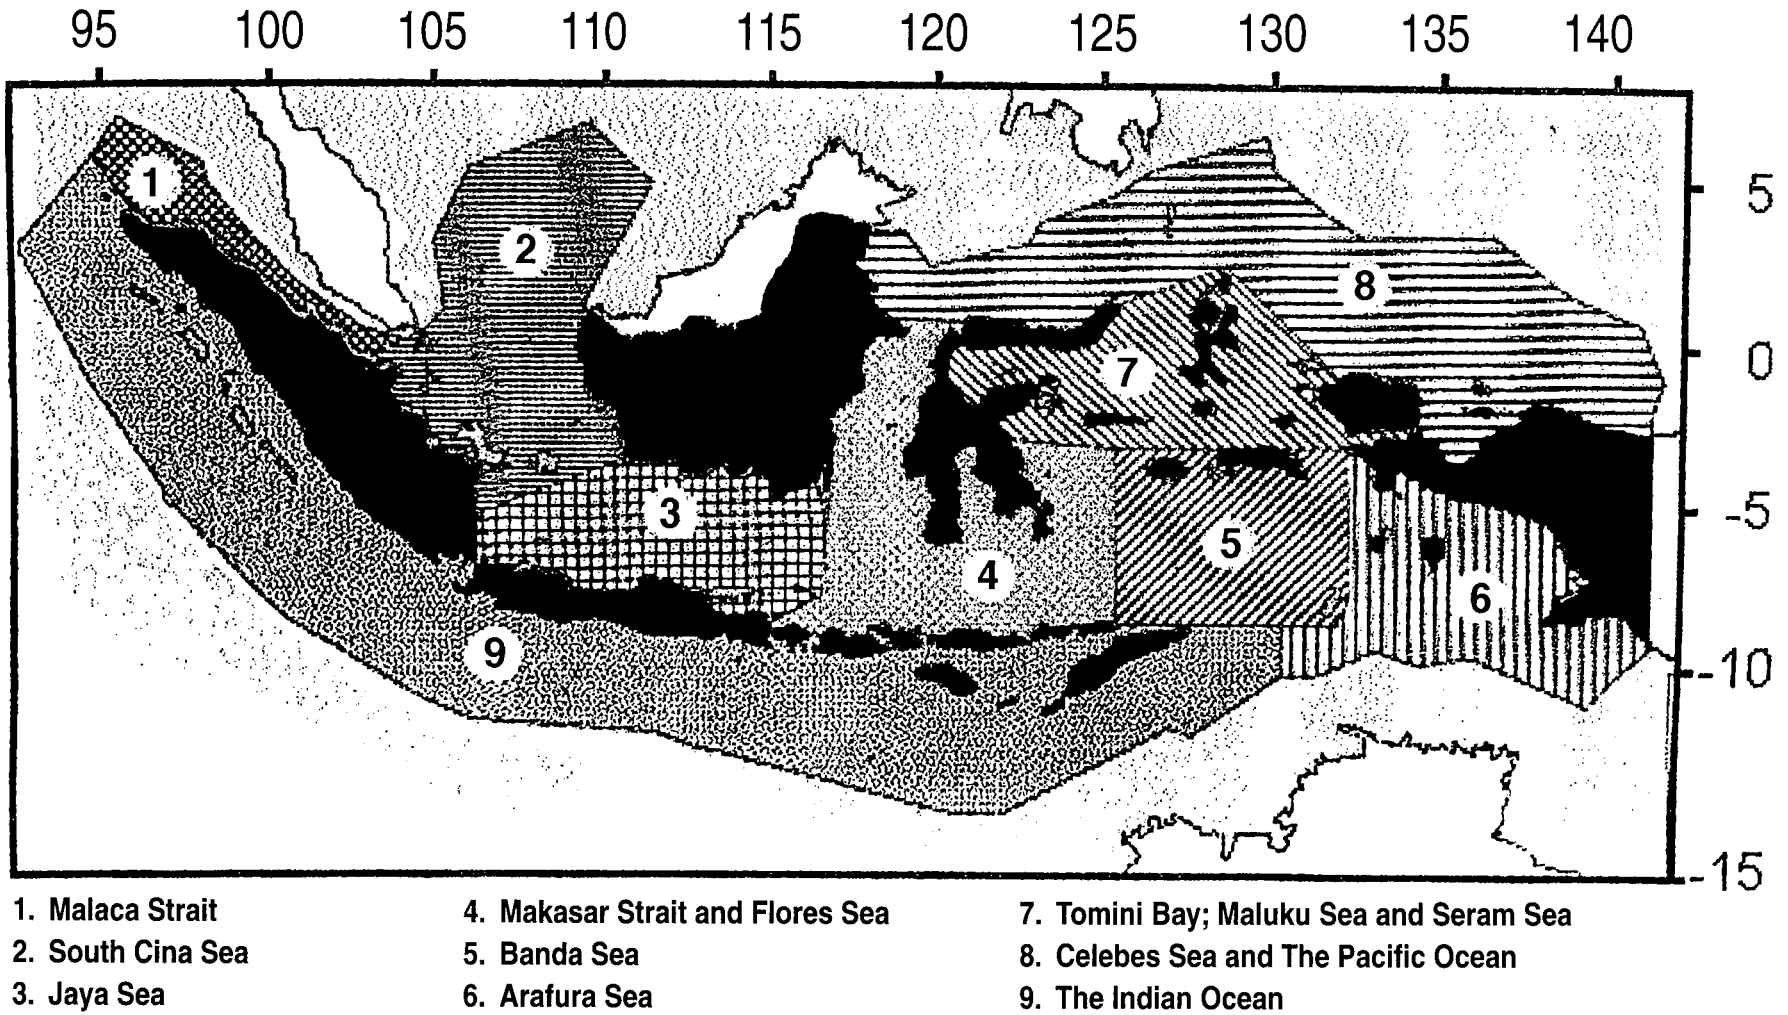 95 100 105 110 115 120 125 130 135 140
1
5
2
8
7
0
3
-5
5
4
6
9
-10
-15
1. Malaca Strait
2. South Cina Sea
3. Jaya Sea
4. Makasar Strait and Flores Sea
5. Banda Sea
6. Arafura Sea
7. Tomini Bay; Maluku Sea and Seram Sea
8. Celebes Sea and The Pacific Ocean
9. The Indian Ocean